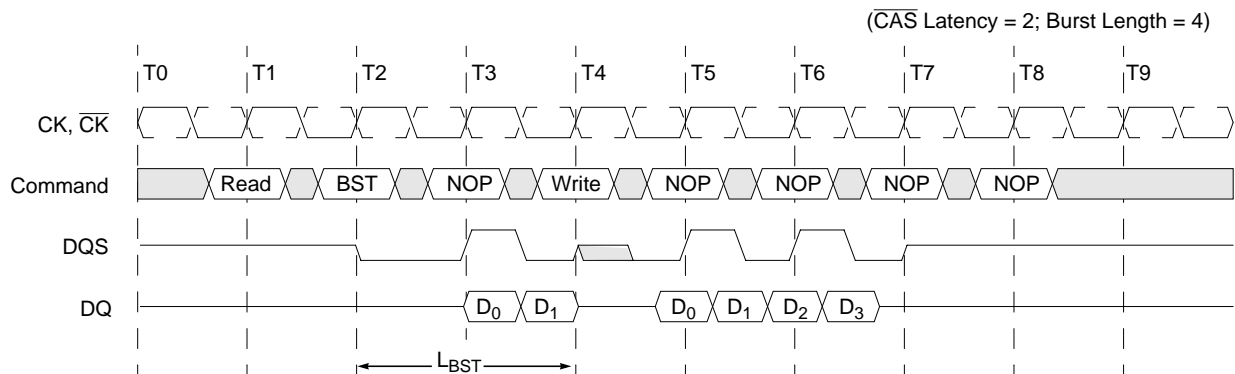 (CAS Latency = 2; Burst Length = 4)
T0 T1 T2 T3 T4 T5 T6 T7 T8 T9
CK, CK
Command Read BST NOP Write NOP NOP NOP NOP
DQS
DQ D0 D1 D0 D1 D2 D3
LBST